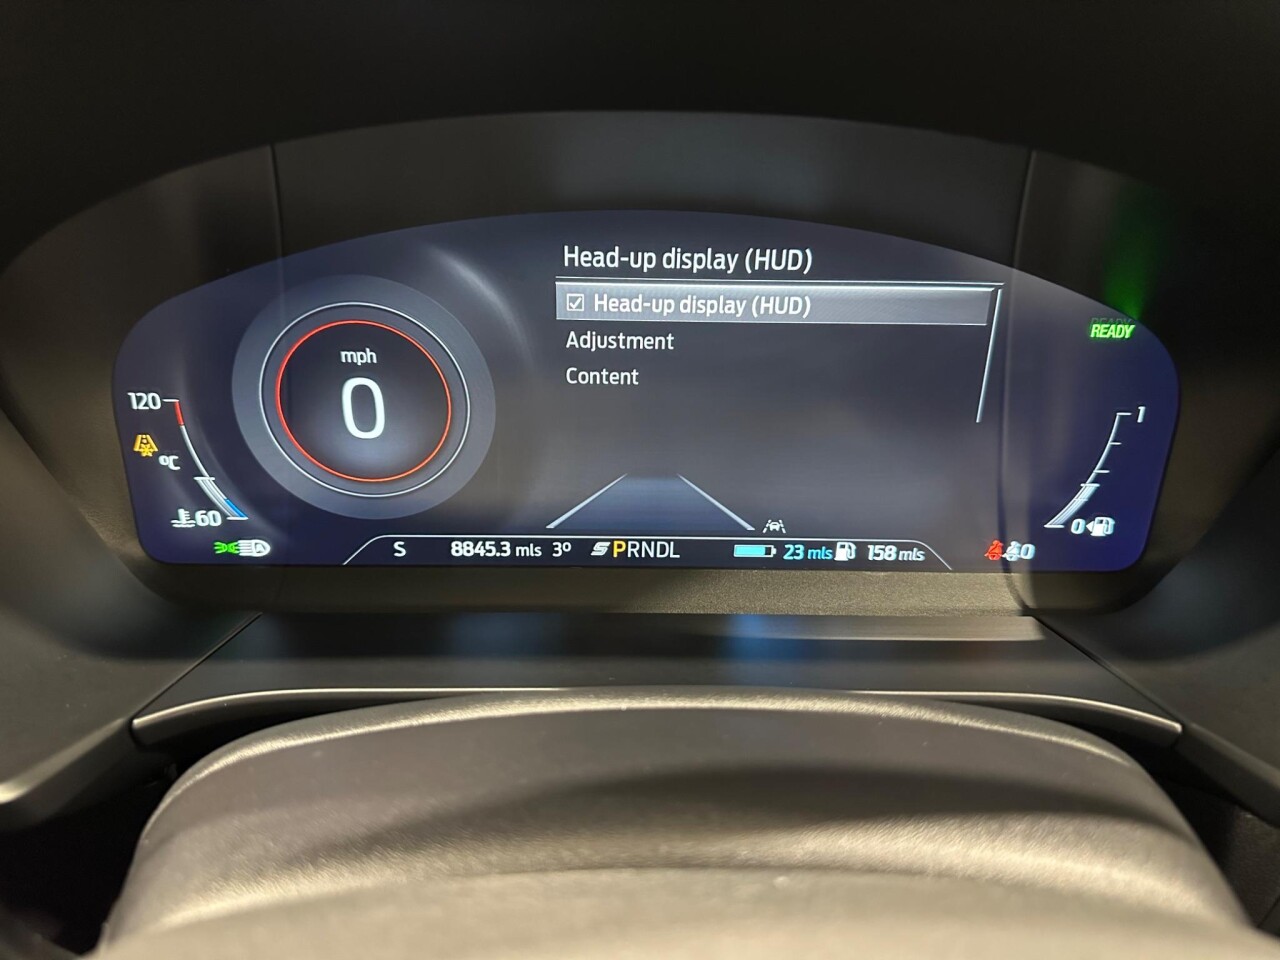 Head-up display (HUD)
Head-up display (HUD)
Adjustment
Content
mph
0
READY
120
°C
60
1
0
A
S 8845.3 mls 3° PRNDL 23 mls 158 mls
0